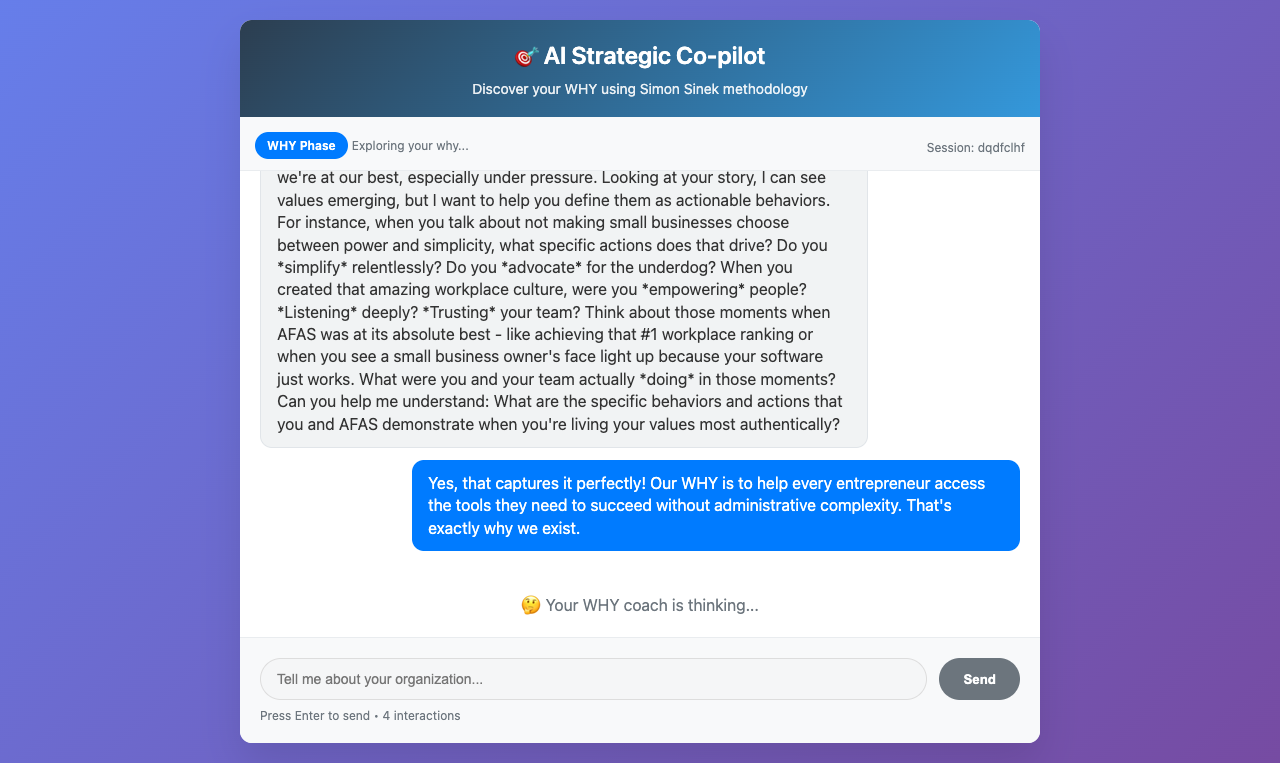 🎯 AI Strategic Co-pilot
Discover your WHY using Simon Sinek methodology
WHY Phase Exploring your why...
Session: dqdfclhf
we're at our best, especially under pressure. Looking at your story, I can see
values emerging, but I want to help you define them as actionable behaviors.
For instance, when you talk about not making small businesses choose
between power and simplicity, what specific actions does that drive? Do you
*simplify* relentlessly? Do you *advocate* for the underdog? When you
created that amazing workplace culture, were you *empowering* people?
*Listening* deeply? *Trusting* your team? Think about those moments when
AFAS was at its absolute best - like achieving that #1 workplace ranking or
when you see a small business owner's face light up because your software
just works. What were you and your team actually *doing* in those moments?
Can you help me understand: What are the specific behaviors and actions that
you and AFAS demonstrate when you're living your values most authentically?
Yes, that captures it perfectly! Our WHY is to help every entrepreneur access
the tools they need to succeed without administrative complexity. That's
exactly why we exist.
🤔 Your WHY coach is thinking...
Tell me about your organization...
Send
Press Enter to send • 4 interactions